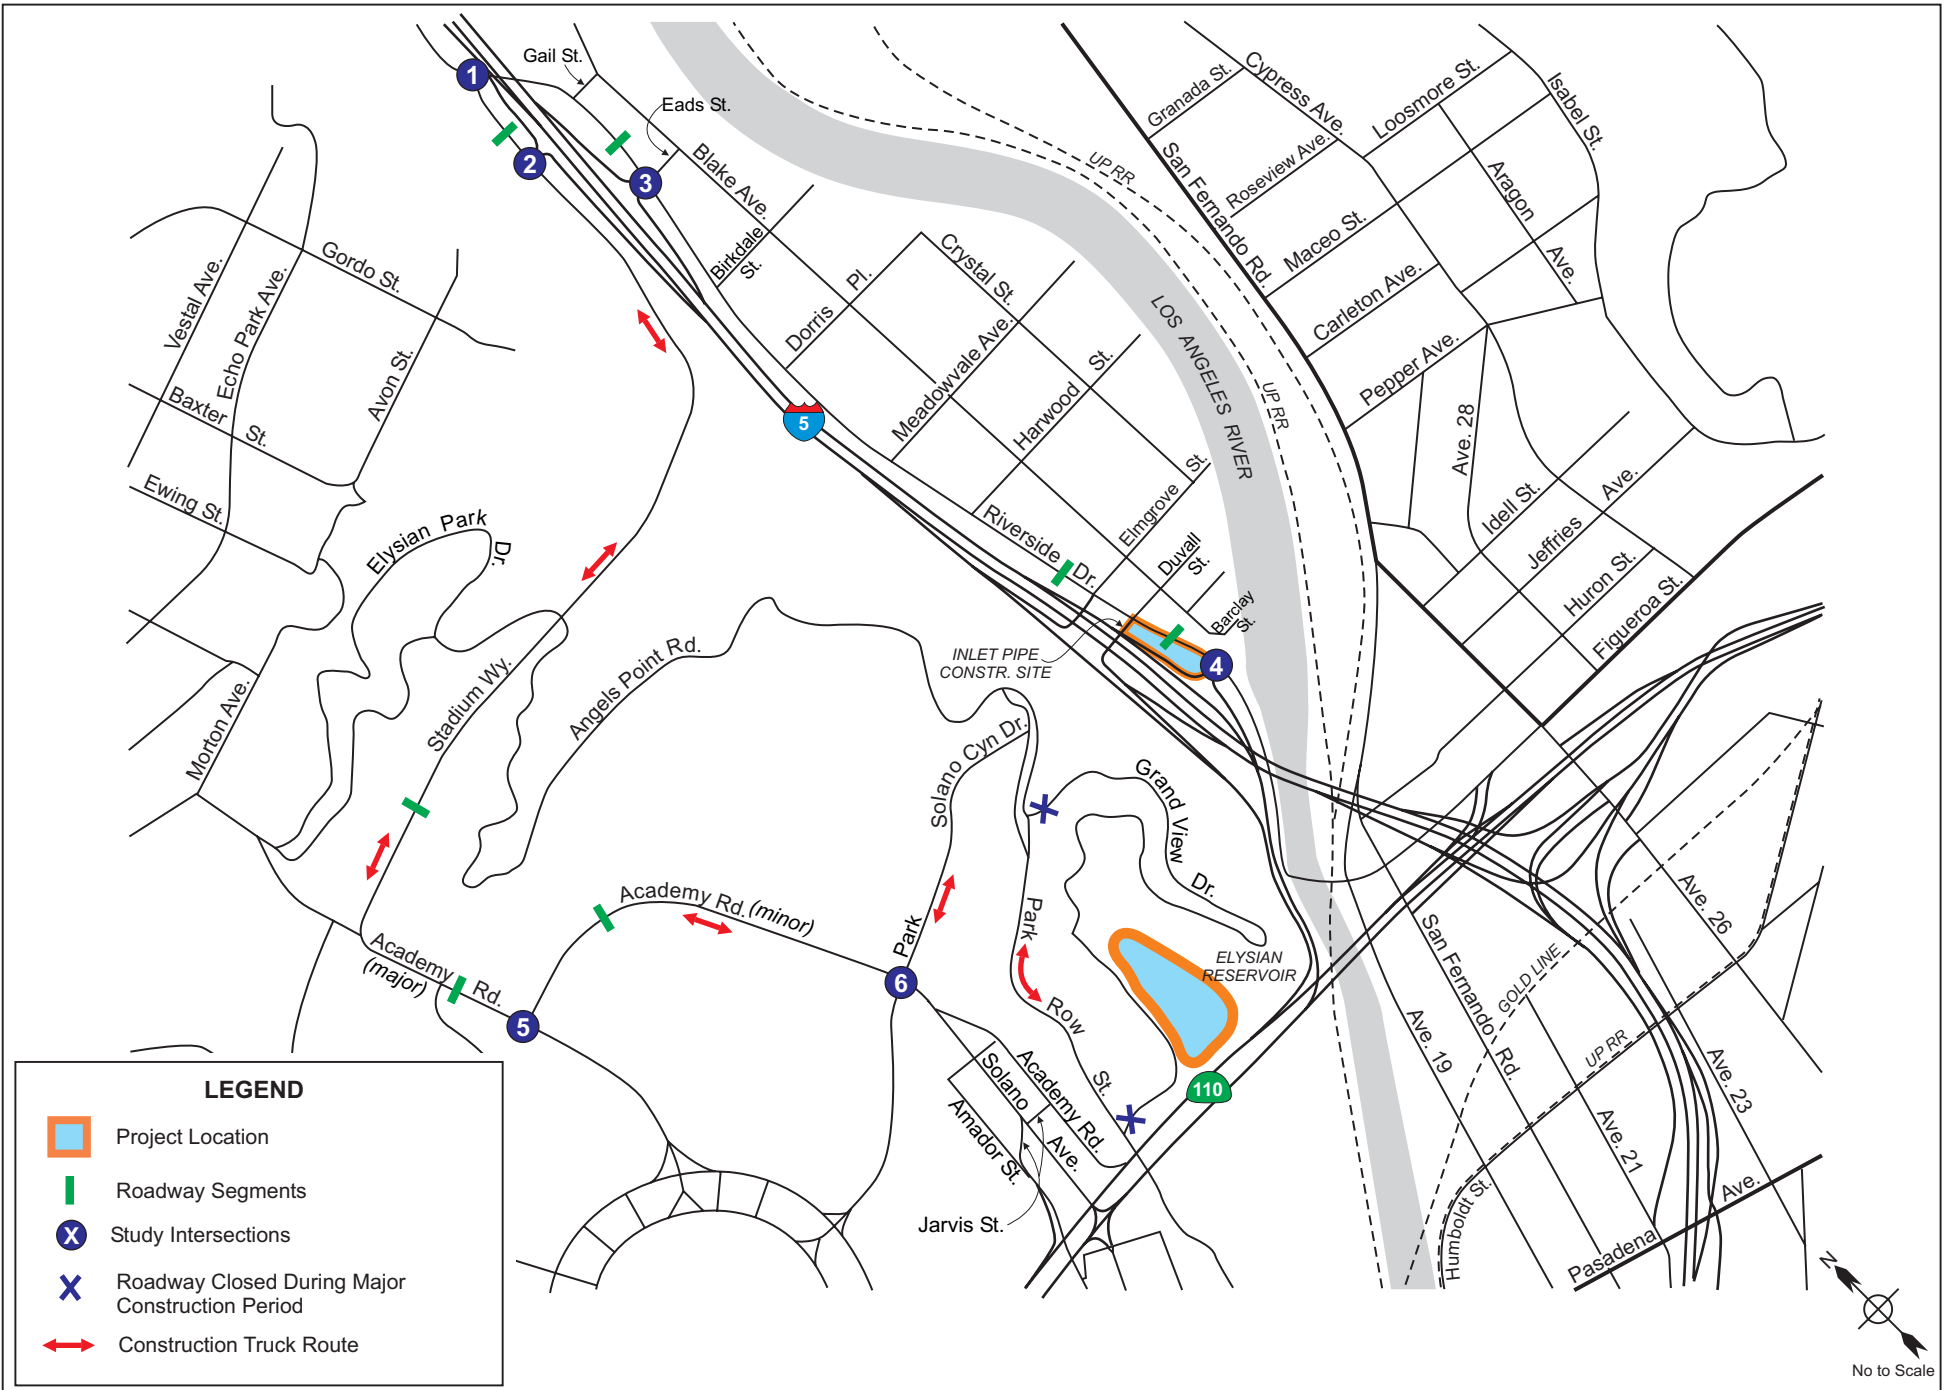 1
Gail St.
Eads St.
2
3
Blake Ave.
Birkdale
St.
Gordo St.
Vestal Ave.
Echo Park Ave.
Avon St.
Baxter
St.
Ewing St.
Elysian Park
Dr.
Dorris Pl.
Crystal St.
Meadowvale Ave.
Harwood St.
5
Elmgrove St.
Riverside Dr.
Duvall
St.
Barclay
St.
4
INLET PIPE
CONSTR. SITE
LOS ANGELES RIVER
UP RR
UP RR
San Fernando Rd.
Granada St.
Cypress Ave.
Roseview Ave.
Loosmore St.
Isabel St.
Maceo St.
Aragon
Ave.
Carleton Ave.
Pepper Ave.
Ave. 28
Idell St.
Jeffries Ave.
Huron St.
Figueroa St.
Morton Ave.
Stadium Wy.
Angels Point Rd.
Solano Cyn Dr.
Park
Grand View
Dr.
Park
Row
St.
Academy Rd. (minor)
6
Academy Rd.
(major)
5
ELYSIAN
RESERVOIR
110
Solano
Ave.
Academy Rd.
Amador St.
Jarvis St.
Ave. 26
San Fernando
Rd.
GOLD LINE
Ave. 19
UP RR
Ave. 23
Ave. 21
Humboldt St.
Pasadena Ave.
N
No to Scale
LEGEND
Project Location
Roadway Segments
X
Study Intersections
Roadway Closed During Major
Construction Period
Construction Truck Route